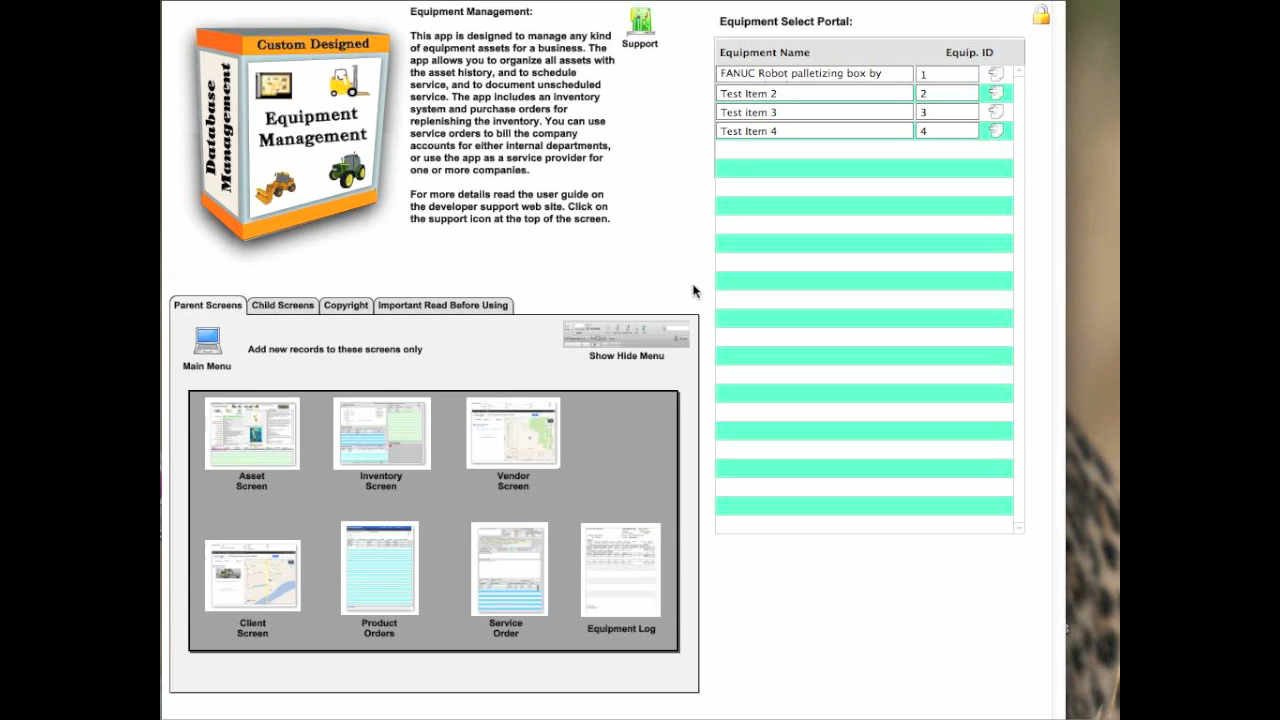 Custom Designed
Database
Management
Equipment
Management
Equipment Management:
This app is designed to manage any kind
of equipment assets for a business. The
app allows you to organize all assets with
the asset history, and to schedule
service, and to document unscheduled
service. The app includes an inventory
system and purchase orders for
replenishing the inventory. You can use
service orders to bill the company
accounts for either internal departments,
or use the app as a service provider for
one or more companies.
For more details read the user guide on
the developer support web site. Click on
the support icon at the top of the screen.
Support
Equipment Select Portal:
Equipment Name Equip. ID
FANUC Robot palletizing box by 1
Test Item 2 2
Test item 3 3
Test Item 4 4
Parent Screens Child Screens Copyright Important Read Before Using
Main Menu
Add new records to these screens only
Show Hide Menu
Asset
Screen
Inventory
Screen
Vendor
Screen
Client
Screen
Product
Orders
Service
Order
Equipment Log